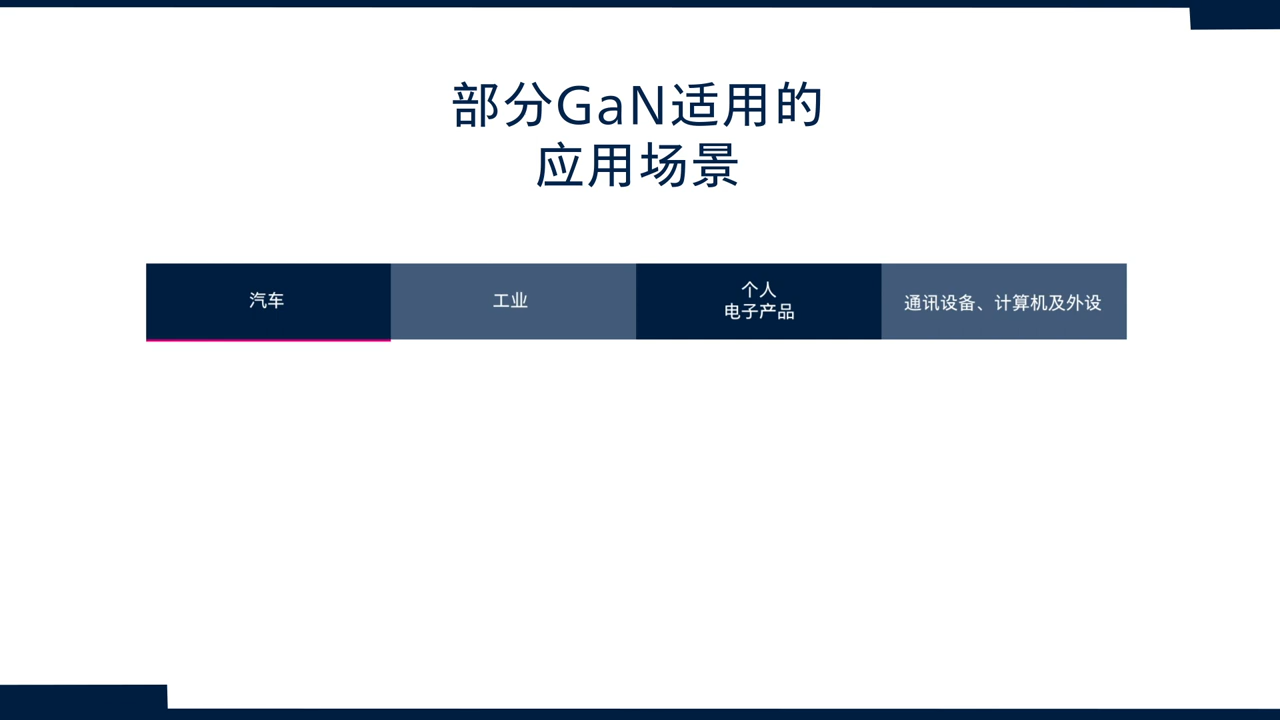 部分GaN适用的
应用场景
汽车
工业
个人
电子产品
通讯设备、计算机及外设